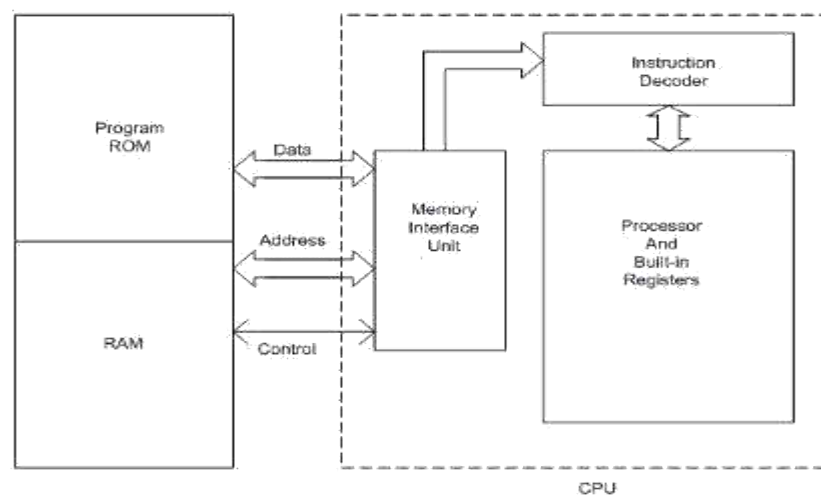 Program
ROM
RAM
Data
Address
Control
Memory
Interface
Unit
Instruction
Decoder
Processor
And
Built-in
Registers
CPU